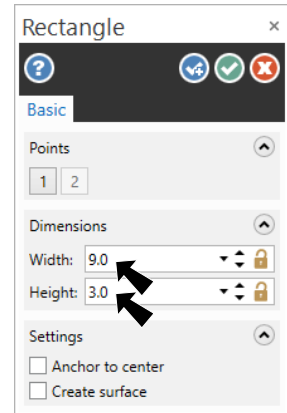 Rectangle ×
?
Basic
Points
1 2
Dimensions
Width: 9.0
Height: 3.0
Settings
Anchor to center
Create surface